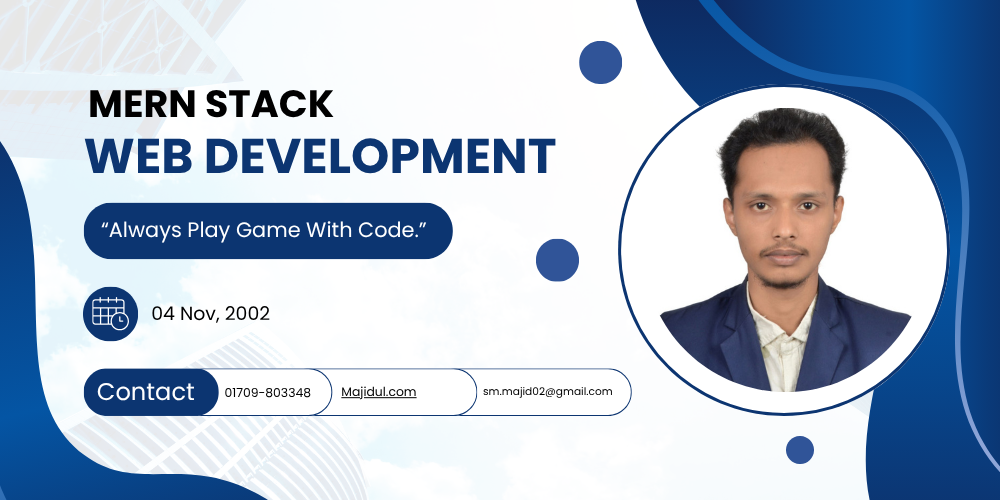 MERN STACK
WEB DEVELOPMENT
“Always Play Game With Code.”
04 Nov, 2002
Contact 01709-803348 Majidul.com sm.majid02@gmail.com